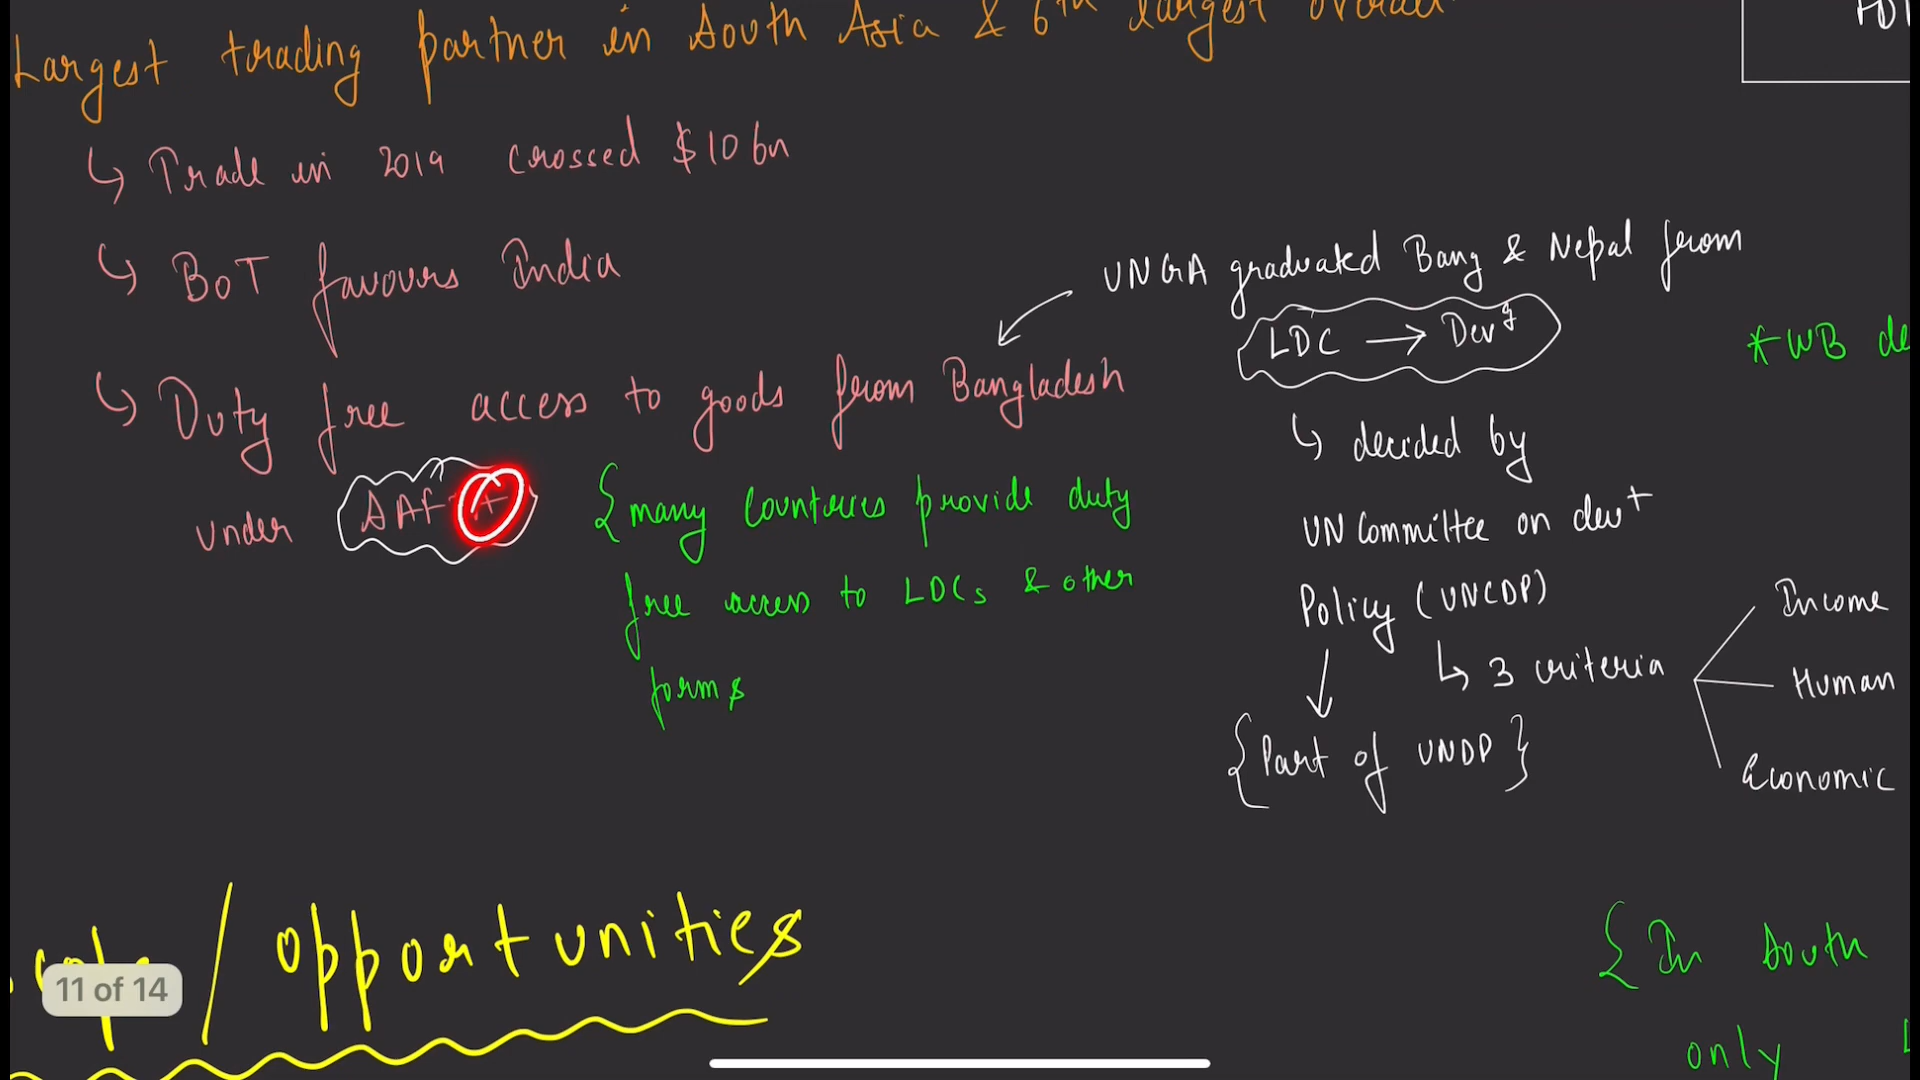 Largest trading partner in South Asia & 6th largest overall
↳ Trade in 2019 crossed $10 bn
↳ BOT favours India
↳ Duty free access to goods from Bangladesh
under
{many countries provide duty
free access to LDCs & other
forms
UNGA graduated Bang & Nepal from
LDC → Devg
↳ decided by
UN Committee on dev+
Policy (UNCDP)
↳ 3 criteria
Income
Human
Economic
{Part of UNDP}
* WB
/ opportunities
{In South
only
11 of 14